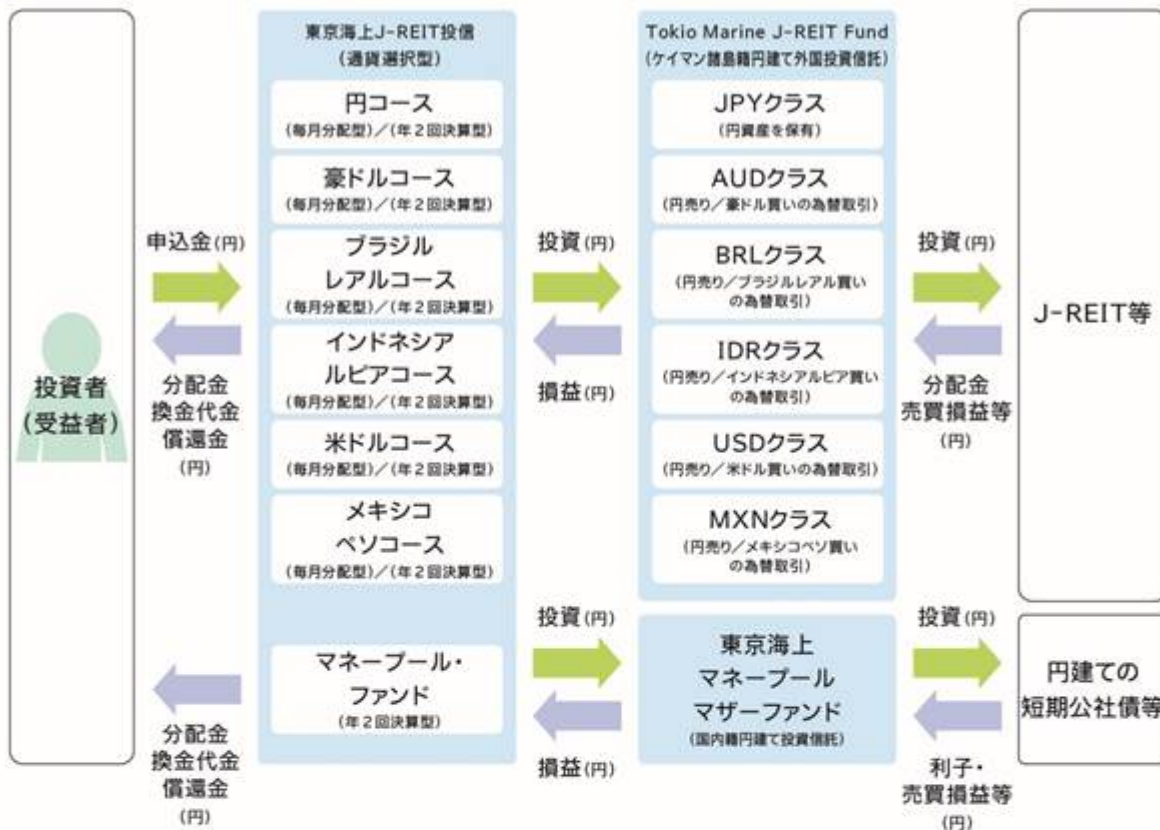 投資者
(受益者)
申込金(円)
分配金
換金代金
償還金
(円)
分配金
換金代金
償還金
(円)
東京海上J-REIT投信
(通貨選択型)
円コース
(毎月分配型)/(年2回決算型)
豪ドルコース
(毎月分配型)/(年2回決算型)
ブラジル
レアルコース
(毎月分配型)/(年2回決算型)
インドネシア
ルピアコース
(毎月分配型)/(年2回決算型)
米ドルコース
(毎月分配型)/(年2回決算型)
メキシコ
ペソコース
(毎月分配型)/(年2回決算型)
マネープール・
ファンド
(年2回決算型)
投資(円)
損益(円)
投資(円)
損益(円)
Tokio Marine J-REIT Fund
(ケイマン諸島籍円建て外国投資信託)
JPYクラス
(円資産を保有)
AUDクラス
(円売り/豪ドル買いの為替取引)
BRLクラス
(円売り/ブラジルレアル買い
の為替取引)
IDRクラス
(円売り/インドネシアルピア買い
の為替取引)
USDクラス
(円売り/米ドル買いの為替取引)
MXNクラス
(円売り/メキシコペソ買い
の為替取引)
東京海上
マネープール
マザーファンド
(国内籍円建て投資信託)
投資(円)
分配金
売買損益等
(円)
投資(円)
利子・
売買損益等
(円)
J-REIT等
円建ての
短期公社債等